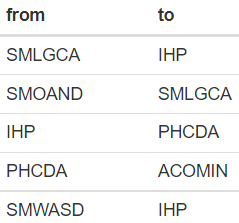 from to
SMLGCA IHP
SMOAND SMLGCA
IHP PHCDA
PHCDA ACOMIN
SMWASD IHP